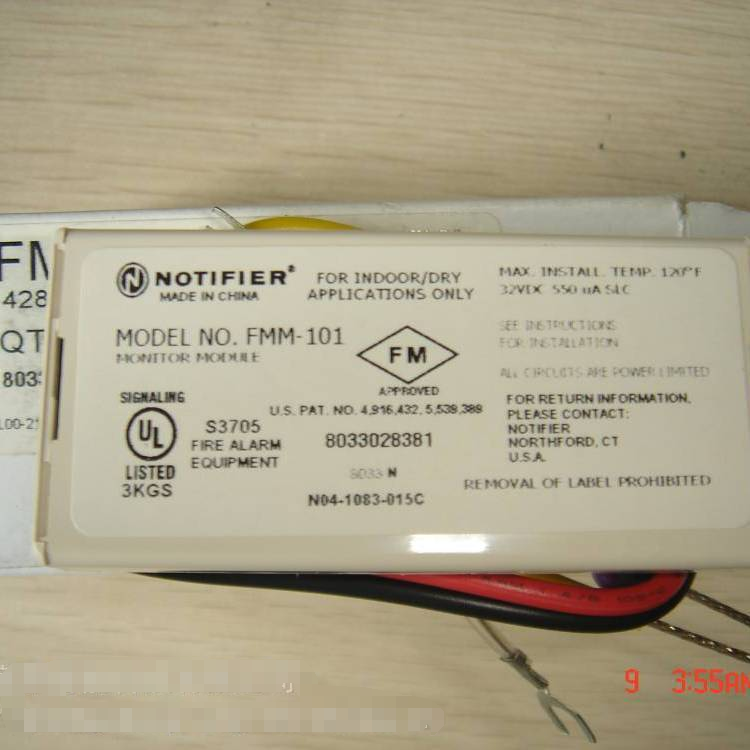 NOTIFIER
MADE IN CHINA
FOR INDOOR/DRY
APPLICATIONS ONLY
MAX. INSTALL. TEMP. 120°F
32VDC 550 uA SLC
MODEL NO. FMM-101
MONITOR MODULE
FM
APPROVED
SEE INSTRUCTIONS
FOR INSTALLATION
ALL CIRCUITS ARE POWER LIMITED
SIGNALING
UL
LISTED
3KGS
S3705
FIRE ALARM
EQUIPMENT
U.S. PAT. NO. 4,916,432, 5,539,389
8033028381
8033 N
N04-1083-015C
FOR RETURN INFORMATION,
PLEASE CONTACT:
NOTIFIER
NORTHFORD, CT
U.S.A.
REMOVAL OF LABEL PROHIBITED
428
QT
803
9 3:55AM